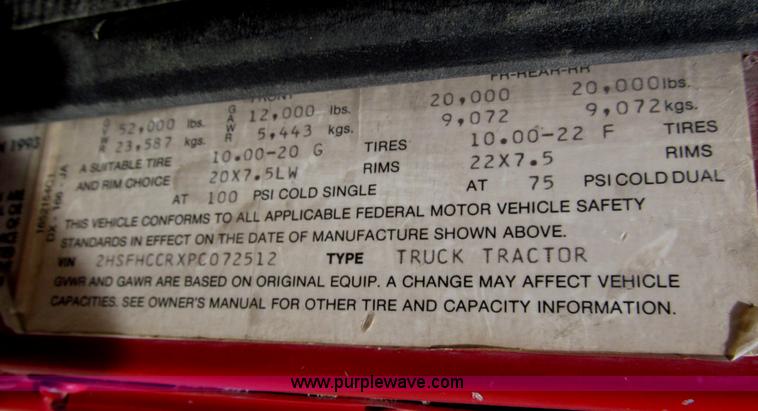 FRONT FR-REAR-RR
GVWR 52,000 lbs. GAWR 12,000 lbs. 20,000 20,000 lbs.
23,587 kgs. 5,443 kgs. 9,072 9,072 kgs.
A SUITABLE TIRE 10.00-20 G TIRES 10.00-22 F TIRES
AND RIM CHOICE 20X7.5LW RIMS 22X7.5 RIMS
AT 100 PSI COLD SINGLE AT 75 PSI COLD DUAL
THIS VEHICLE CONFORMS TO ALL APPLICABLE FEDERAL MOTOR VEHICLE SAFETY
STANDARDS IN EFFECT ON THE DATE OF MANUFACTURE SHOWN ABOVE.
VIN 2HSFHCCRXPC072512 TYPE TRUCK TRACTOR
GVWR AND GAWR ARE BASED ON ORIGINAL EQUIP. A CHANGE MAY AFFECT VEHICLE
CAPACITIES. SEE OWNER'S MANUAL FOR OTHER TIRE AND CAPACITY INFORMATION.
1993
www.purplewave.com